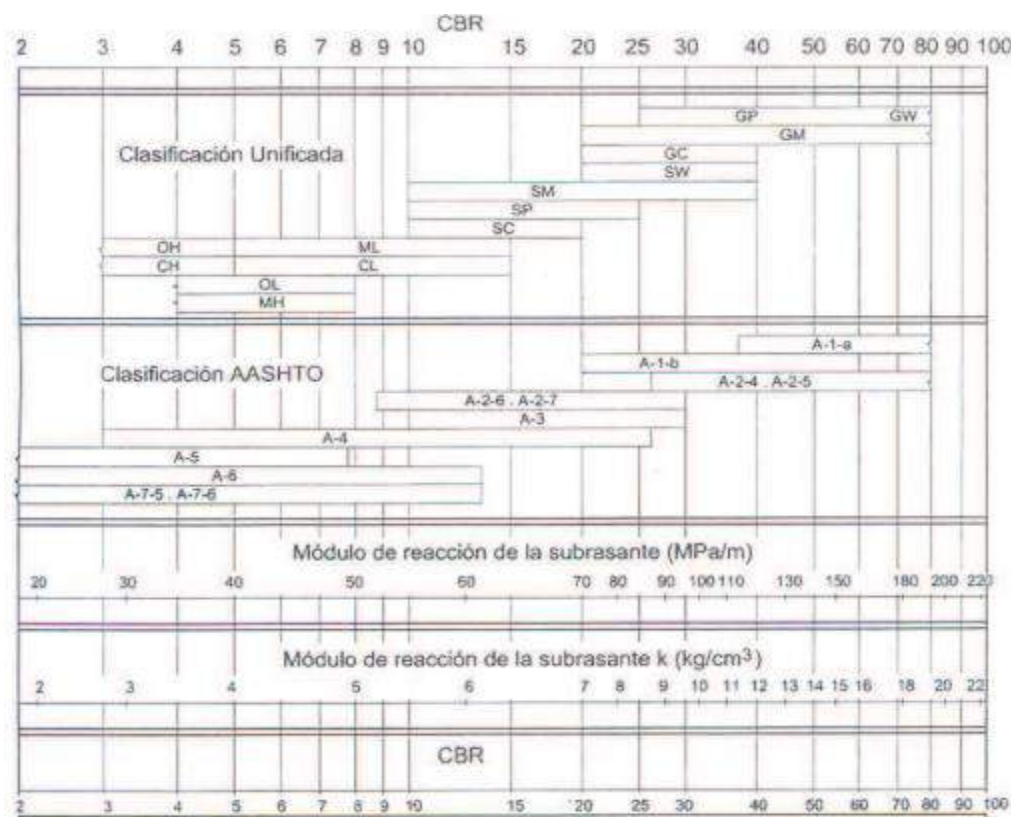 CBR
2 3 4 5 6 7 8 9 10 15 20 25 30 40 50 60 70 80 90 100
GP GW
GM
Clasificación Unificada
GC
SW
SM
SP
SC
OH ML
CH CL
OL
MH
A-1-a
A-1-b
Clasificación AASHTO
A-2-4 . A-2-5
A-2-6 . A-2-7
A-3
A-4
A-5
A-6
A-7-5 . A-7-6
Módulo de reacción de la subrasante (MPa/m)
20 30 40 50 60 70 80 90 100 110 130 150 180 200 220
Módulo de reacción de la subrasante k (kg/cm³)
2 3 4 5 6 7 8 9 10 11 12 13 14 15 16 18 20 22
CBR
2 3 4 5 6 7 8 9 10 15 20 25 30 40 50 60 70 80 90 100